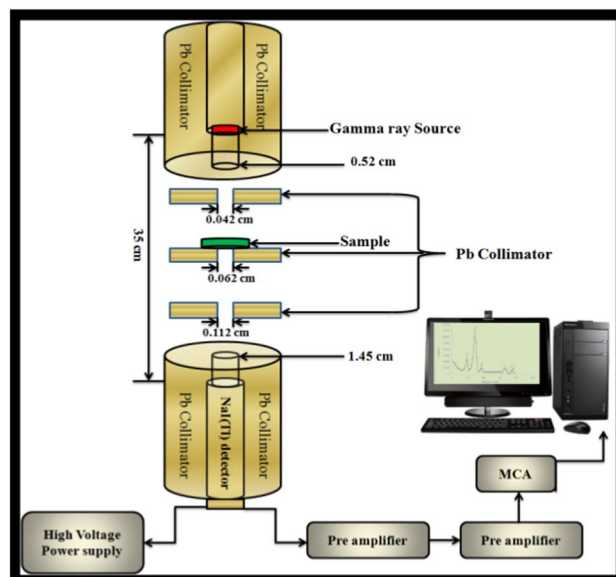 Pb Collimator
Pb Collimator
Gamma ray Source
0.52 cm
0.042 cm
35 cm
Sample
Pb Collimator
0.062 cm
0.112 cm
1.45 cm
Pb Collimator
NaI(Tl) detector
Pb Collimator
MCA
High Voltage
Power supply
Pre amplifier
Pre amplifier